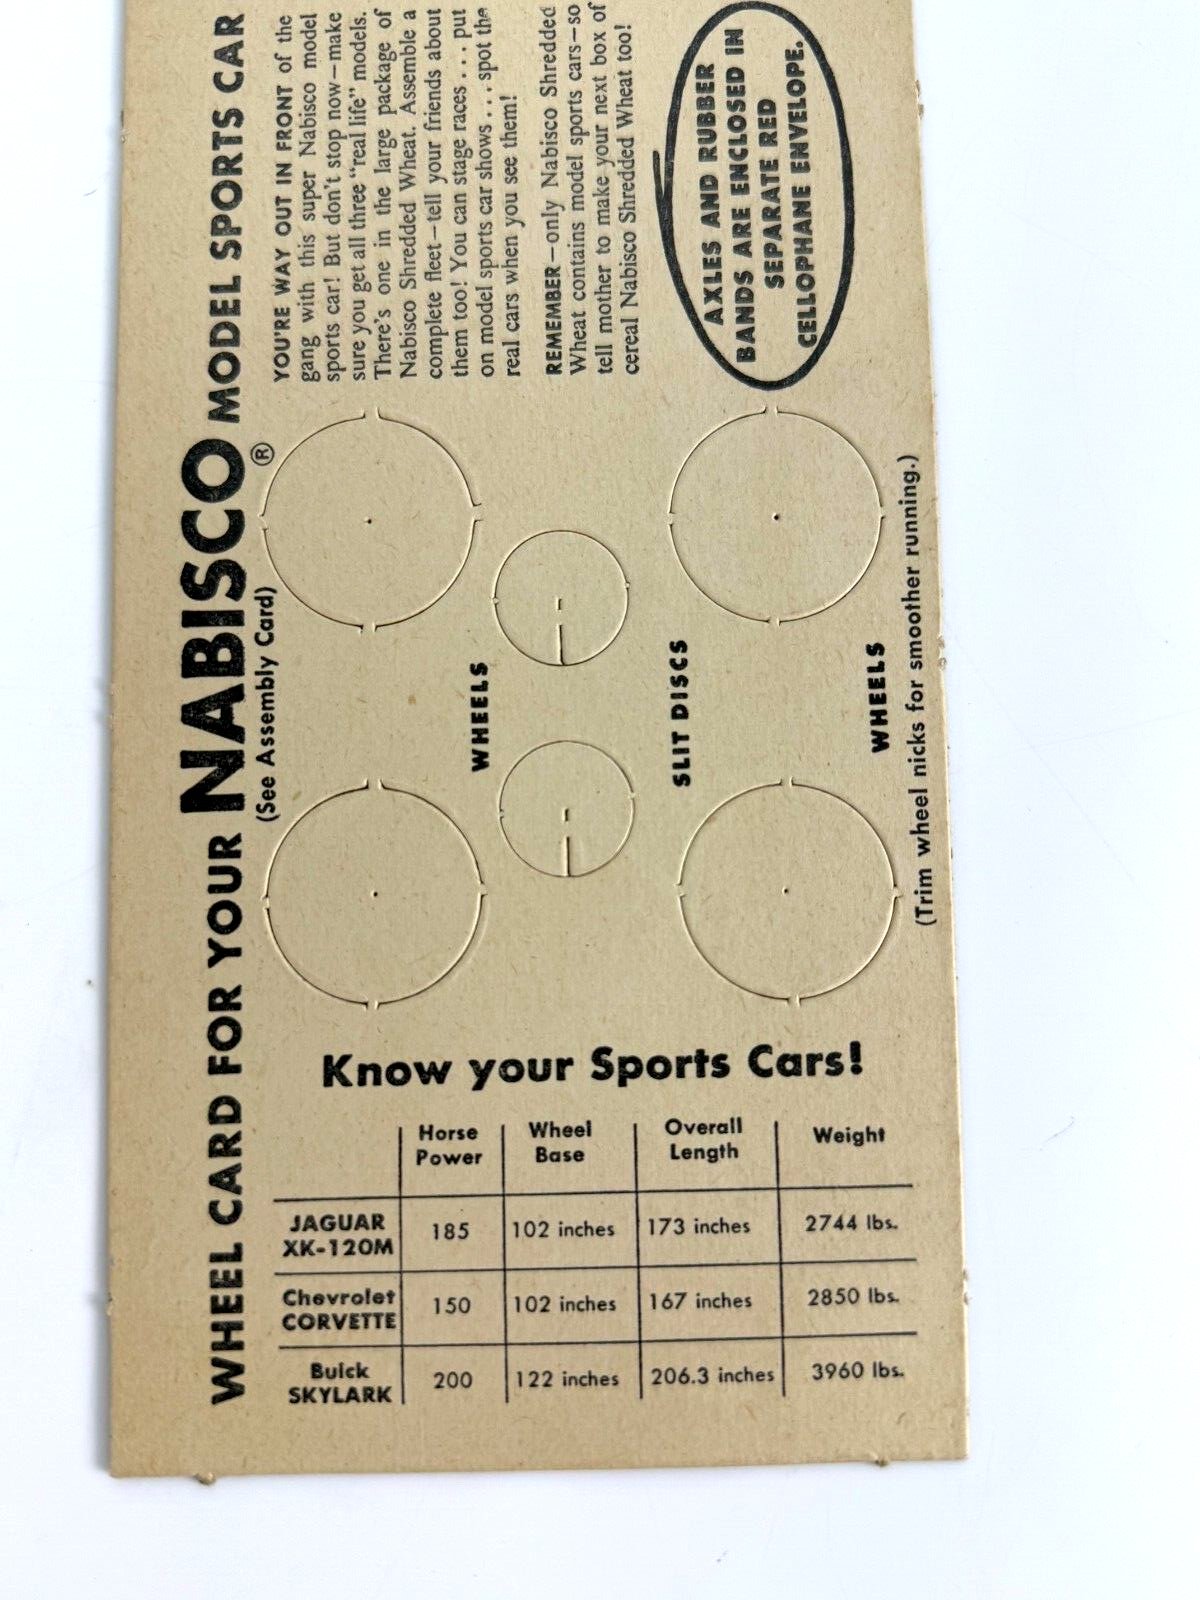 WHEEL CARD FOR YOUR NABISCO® MODEL SPORTS CAR
(See Assembly Card)
YOU'RE WAY OUT IN FRONT of the
gang with this super Nabisco model
sports car! But don't stop now—make
sure you get all three "real life" models.
There's one in the large package of
Nabisco Shredded Wheat. Assemble a
complete fleet—tell your friends about
them too! You can stage races . . . put
on model sports car shows . . . spot the
real cars when you see them!
REMEMBER—only Nabisco Shredded
Wheat contains model sports cars—so
tell mother to make your next box of
cereal Nabisco Shredded Wheat too!
AXLES AND RUBBER
BANDS ARE ENCLOSED IN
SEPARATE RED
CELLOPHANE ENVELOPE.
WHEELS
SLIT DISCS
WHEELS
(Trim wheel nicks for smoother running.)
Know your Sports Cars!
Horse Power Wheel Base Overall Length Weight
JAGUAR XK-120M 185 102 inches 173 inches 2744 lbs.
Chevrolet CORVETTE 150 102 inches 167 inches 2850 lbs.
Buick SKYLARK 200 122 inches 206.3 inches 3960 lbs.